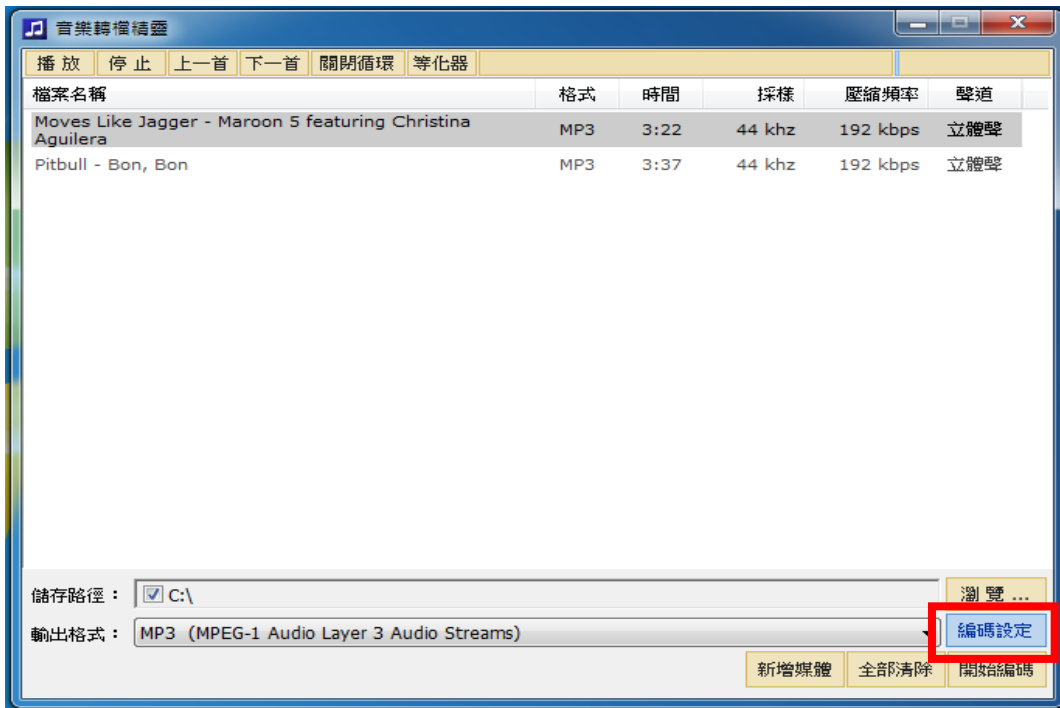 音樂轉檔精靈
播 放 停 止 上一首 下一首 關閉循環 等化器
檔案名稱 格式 時間 採樣 壓縮頻率 聲道
Moves Like Jagger - Maroon 5 featuring Christina Aguilera MP3 3:22 44 khz 192 kbps 立體聲
Pitbull - Bon, Bon MP3 3:37 44 khz 192 kbps 立體聲
儲存路徑： C:\ 瀏 覽 ...
輸出格式： MP3 (MPEG-1 Audio Layer 3 Audio Streams) 編碼設定
新增媒體 全部清除 開始編碼